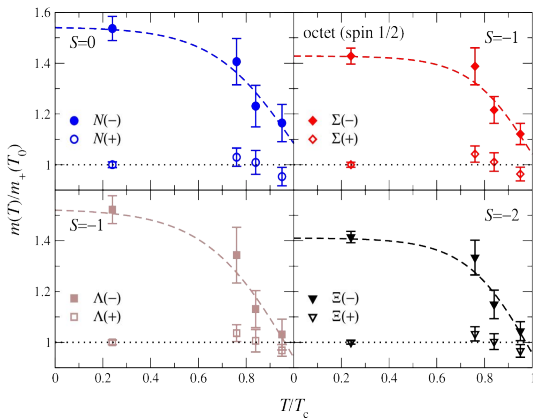 octet (spin 1/2)
S=0
S=−1
N(−)
N(+)
Σ(−)
Σ(+)
1.6
1.4
1.2
1
m(T)/m₊(T₀)
S=−1
S=−2
Λ(−)
Λ(+)
Ξ(−)
Ξ(+)
1.4
1.2
1
0 0.2 0.4 0.6 0.8 0 0.2 0.4 0.6 0.8 1
T/Tc